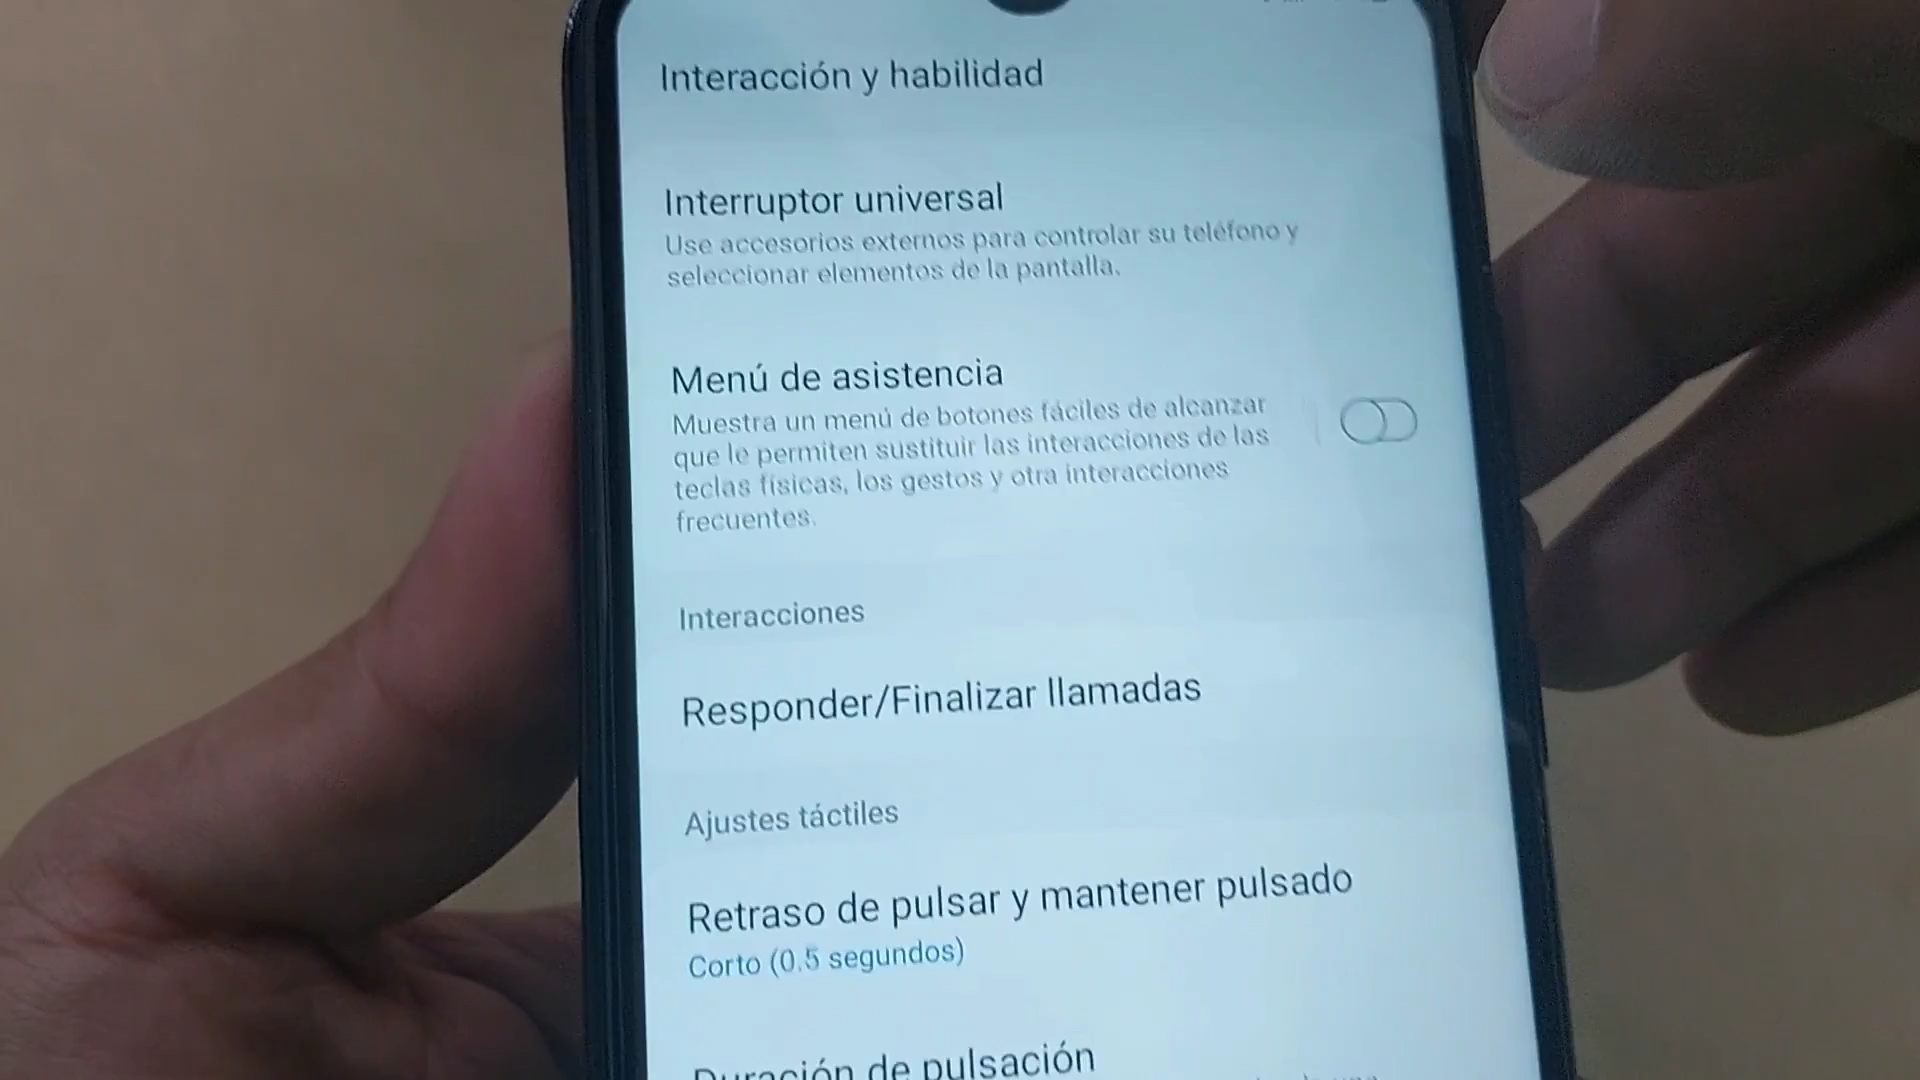 Interacción y habilidad
Interruptor universal
Use accesorios externos para controlar su teléfono y
seleccionar elementos de la pantalla.
Menú de asistencia
Muestra un menú de botones fáciles de alcanzar
que le permiten sustituir las interacciones de las
teclas físicas, los gestos y otra interacciones
frecuentes.
Interacciones
Responder/Finalizar llamadas
Ajustes táctiles
Retraso de pulsar y mantener pulsado
Corto (0.5 segundos)
Duración de pulsación